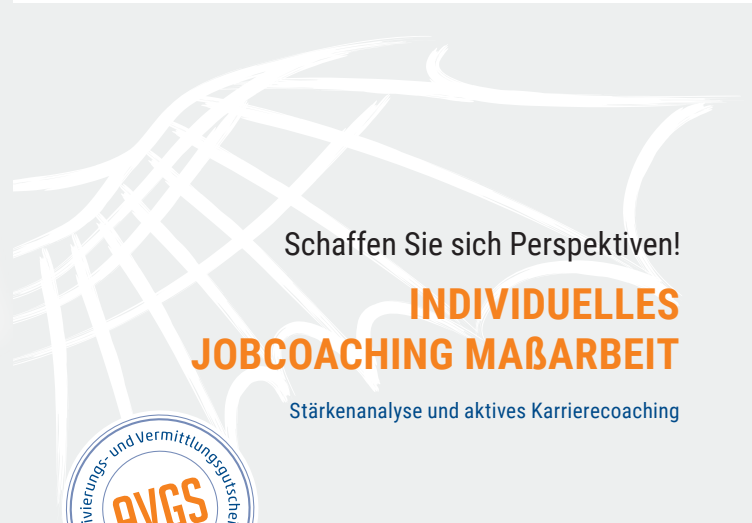 Schaffen Sie sich Perspektiven!
INDIVIDUELLES
JOBCOACHING MAßARBEIT
Stärkenanalyse und aktives Karrierecoaching
und Vermittlungsgutschei
AVGS